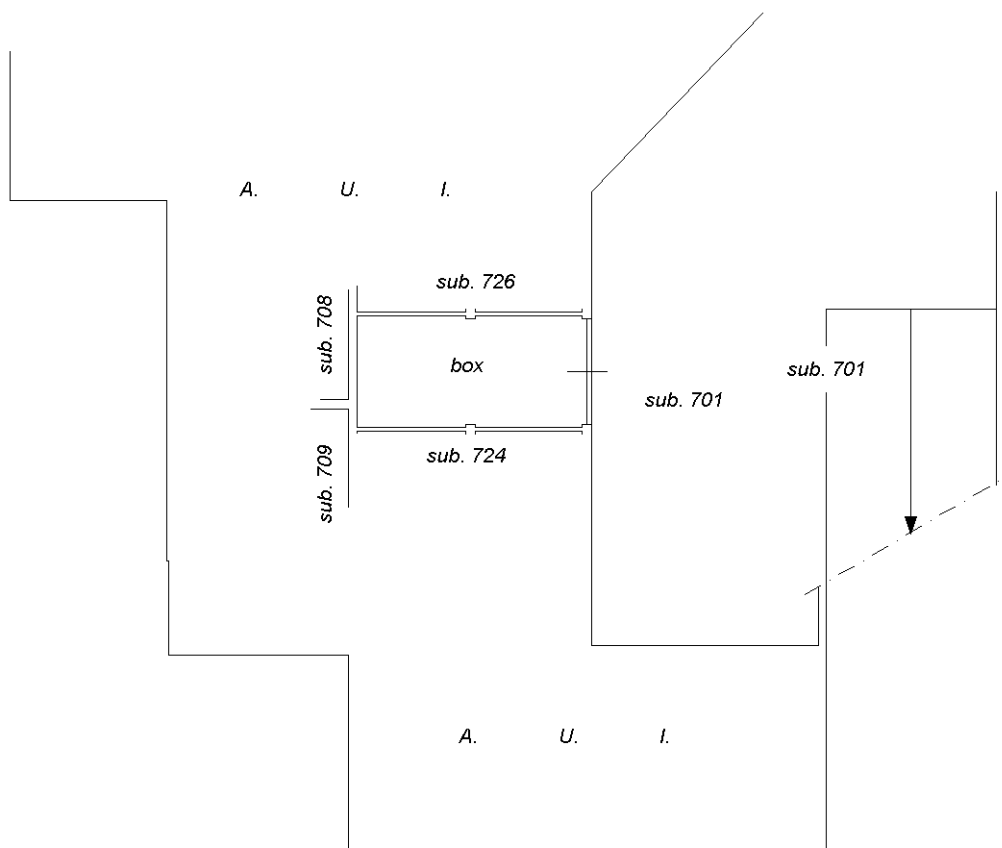 A. U. I.
sub. 726
sub. 708
box
sub. 701
sub. 701
sub. 724
sub. 709
A. U. I.